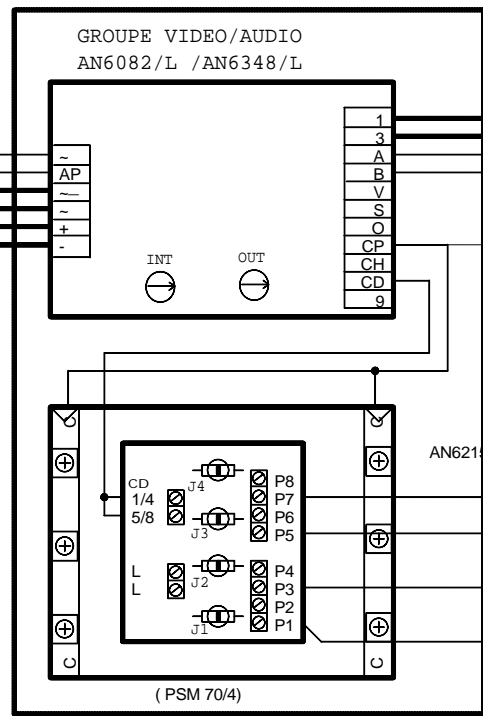 GROUPE VIDEO/AUDIO
AN6082/L /AN6348/L
~
AP
~
~
+
-
1
3
A
B
V
S
O
CP
CH
CD
9
INT
OUT
C
C
AN6215
CD
1/4
5/8
L
L
J4
J3
J2
J1
P8
P7
P6
P5
P4
P3
P2
P1
C
C
( PSM 70/4)